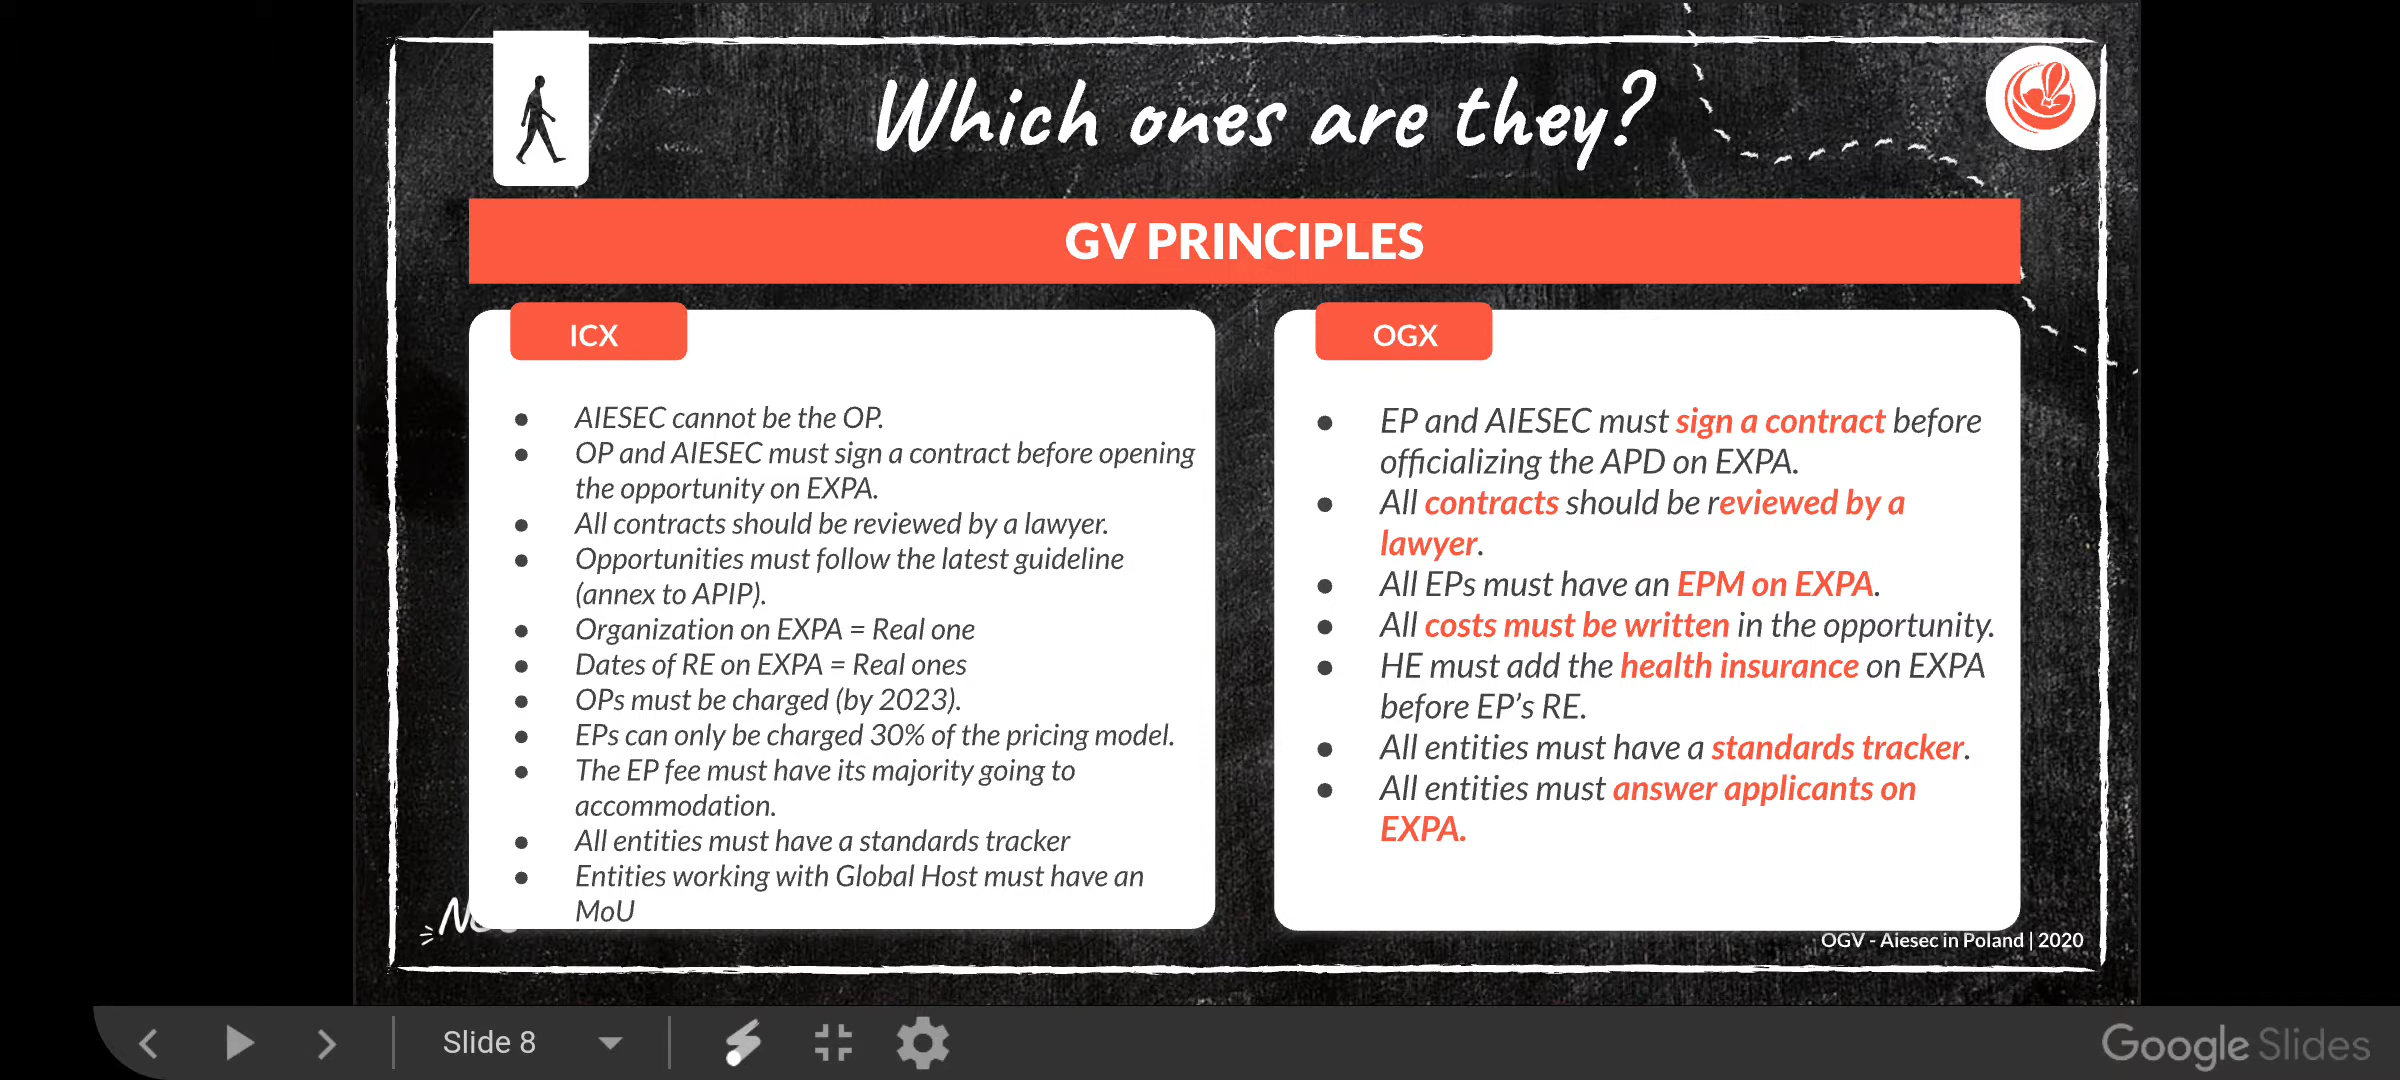 Which ones are they?
GV PRINCIPLES
ICX
AIESEC cannot be the OP.
OP and AIESEC must sign a contract before opening
the opportunity on EXPA.
All contracts should be reviewed by a lawyer.
Opportunities must follow the latest guideline
(annex to APIP).
Organization on EXPA = Real one
Dates of RE on EXPA = Real ones
OPs must be charged (by 2023).
EPs can only be charged 30% of the pricing model.
The EP fee must have its majority going to
accommodation.
All entities must have a standards tracker
Entities working with Global Host must have an
MoU
OGX
EP and AIESEC must sign a contract before
officializing the APD on EXPA.
All contracts should be reviewed by a
lawyer.
All EPs must have an EPM on EXPA.
All costs must be written in the opportunity.
HE must add the health insurance on EXPA
before EP’s RE.
All entities must have a standards tracker.
All entities must answer applicants on
EXPA.
OGV - Aiesec in Poland | 2020
Slide 8
Google Slides